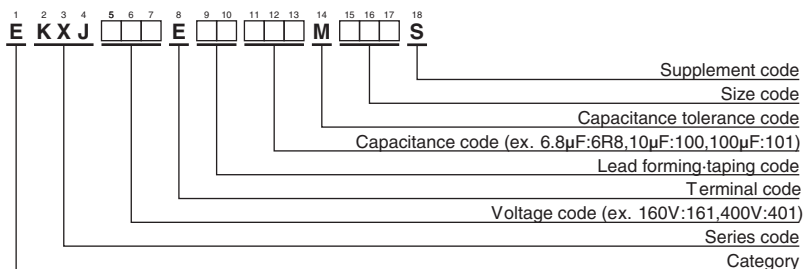 1 2 3 4 5 6 7 8 9 10 11 12 13 14 15 16 17 18
E K X J E M S
Supplement code
Size code
Capacitance tolerance code
Capacitance code (ex. 6.8µF:6R8,10µF:100,100µF:101)
Lead forming·taping code
Terminal code
Voltage code (ex. 160V:161,400V:401)
Series code
Category